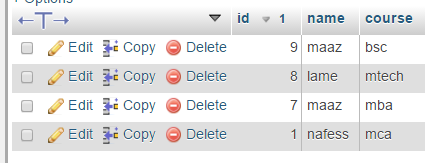 Options
←T→ id 1 name course
Edit Copy Delete 9 maaz bsc
Edit Copy Delete 8 lame mtech
Edit Copy Delete 7 maaz mba
Edit Copy Delete 1 nafess mca